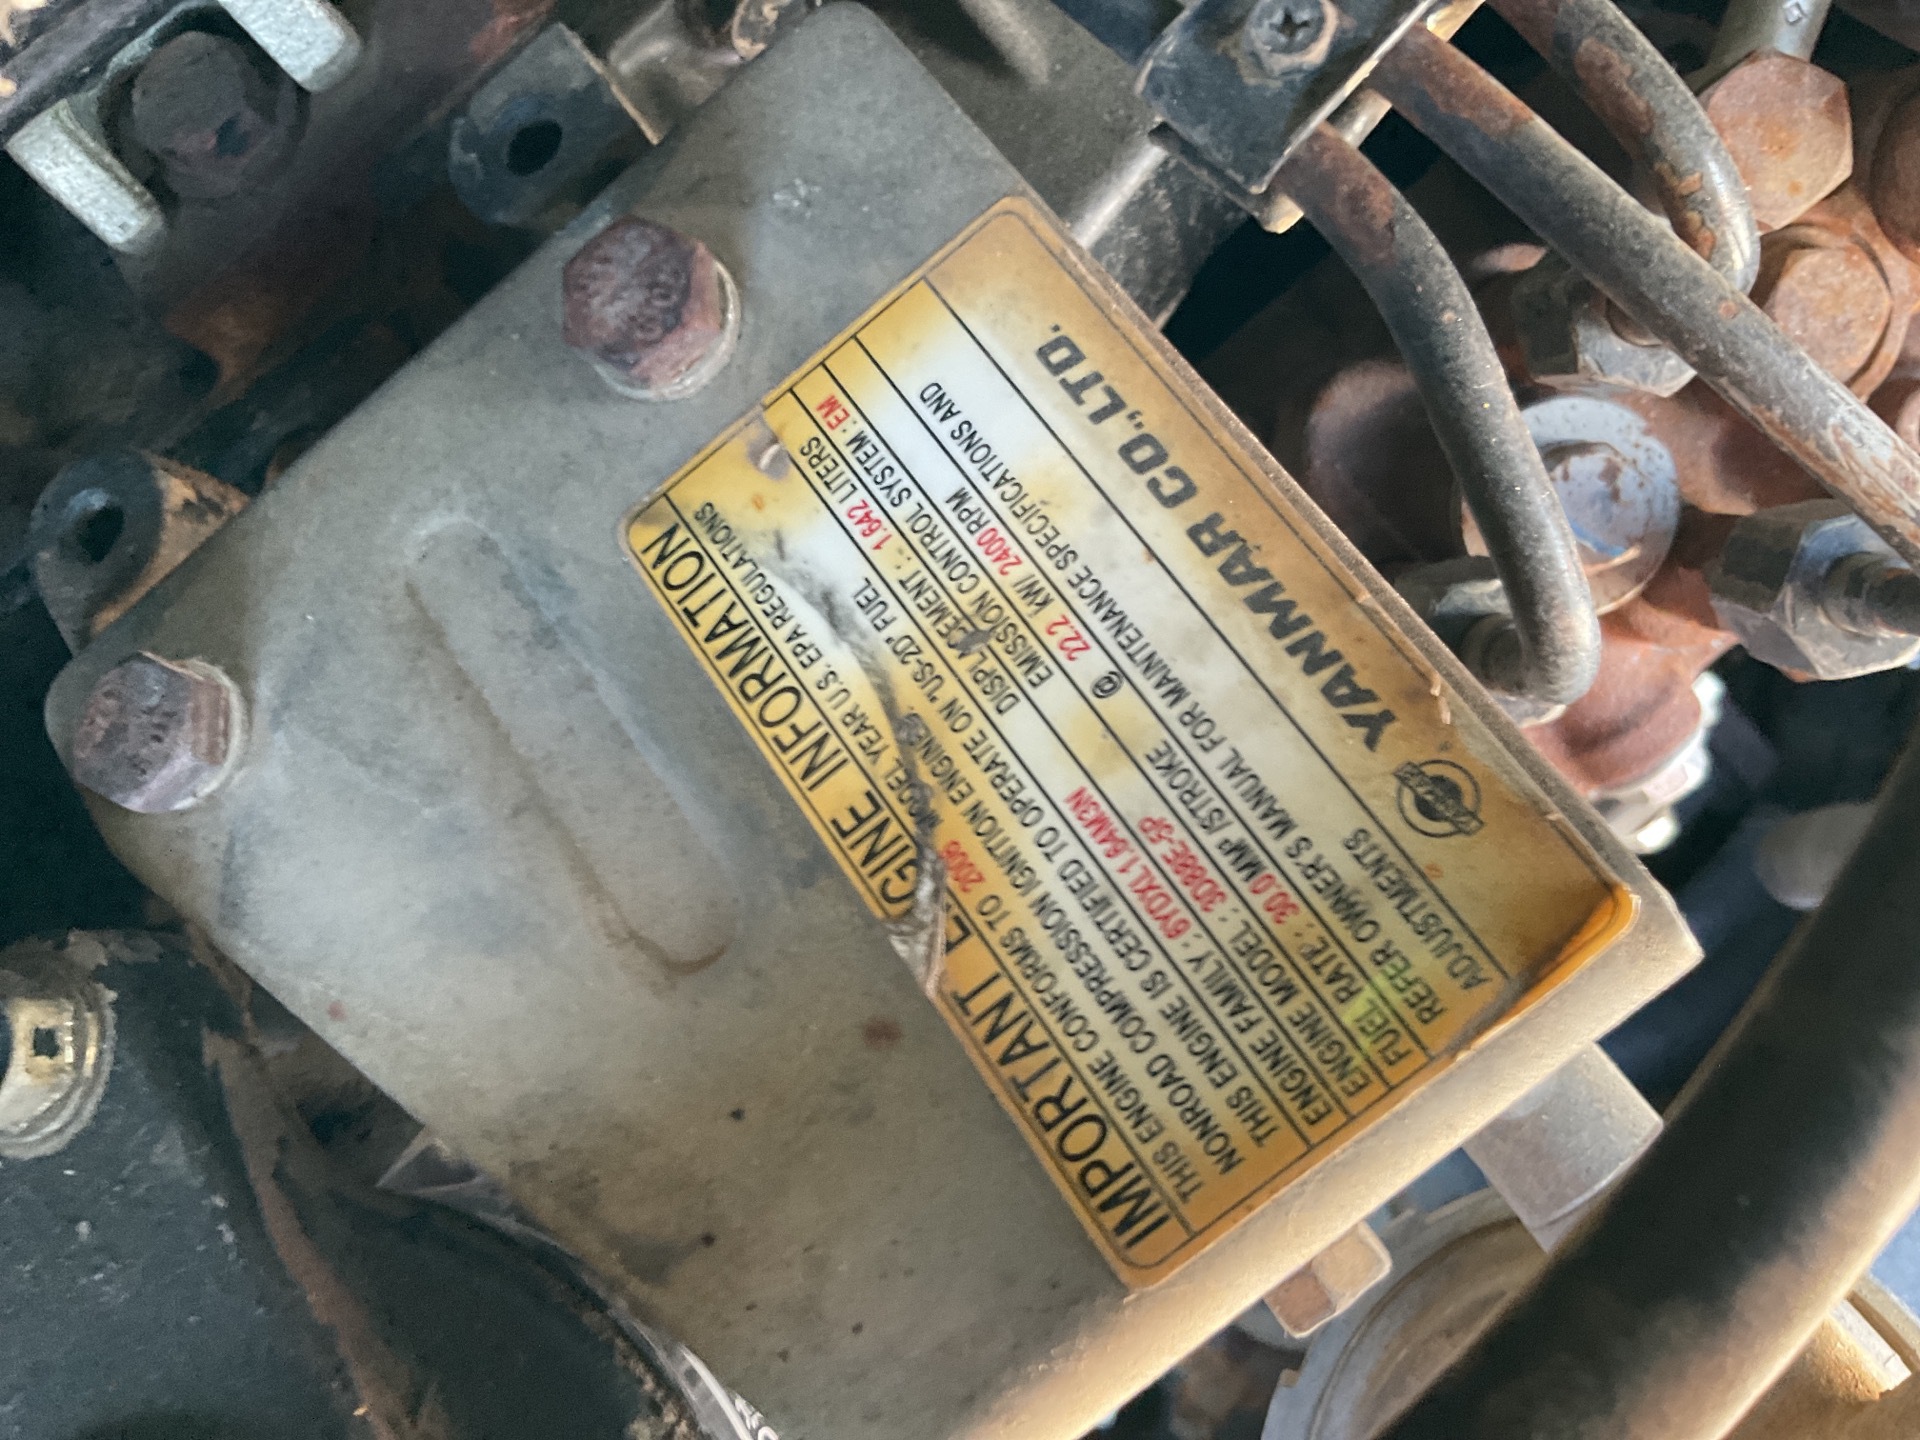 IMPORTANT ENGINE INFORMATION
THIS ENGINE CONFORMS TO 2006 MODEL YEAR U.S. EPA REGULATIONS
NONROAD COMPRESSION IGNITION ENGINES.
THIS ENGINE IS CERTIFIED TO OPERATE ON "US-2D" FUEL
ENGINE FAMILY : 6YDXL1.64M3N DISPLACEMENT : 1.642 LITERS
ENGINE MODEL : EMISSION CONTROL SYSTEM : EM
FUEL RATE : 30.0 MM³ /STROKE @ 22.2 kW/ 2400 RPM
REFER OWNER'S MANUAL FOR MAINTENANCE SPECIFICATIONS AND
ADJUSTMENTS
YANMAR CO.,LTD.